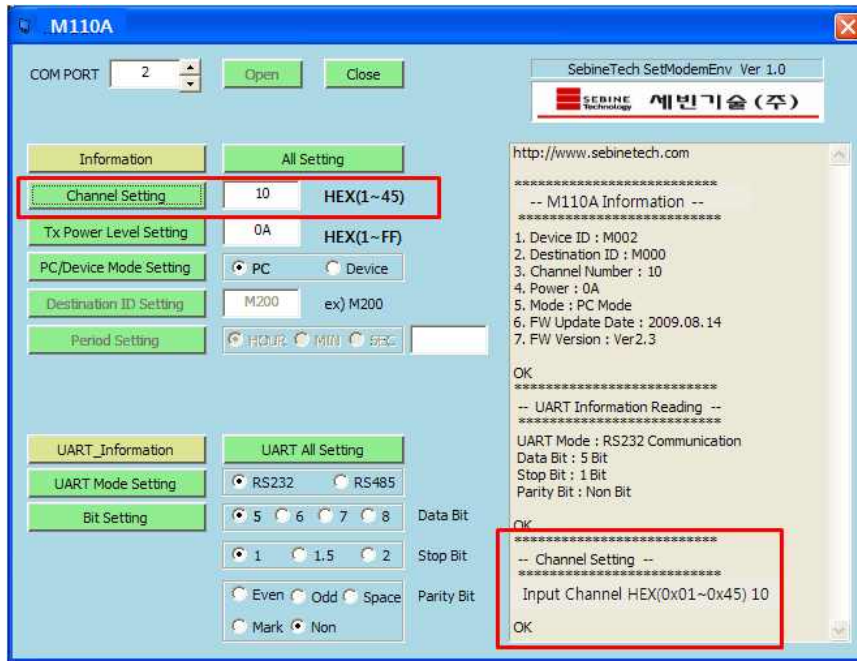 M110A
COM PORT 2 Open Close
SebineTech SetModemEnv Ver 1.0
SEBINE Technology 세빈기술(주)
Information All Setting
Channel Setting 10 HEX(1~45)
Tx Power Level Setting 0A HEX(1~FF)
PC/Device Mode Setting PC Device
Destination ID Setting M200 ex) M200
Period Setting HOUR MIN SEC
UART_Information UART All Setting
UART Mode Setting RS232 RS485
Bit Setting 5 6 7 8 Data Bit
1 1.5 2 Stop Bit
Even Odd Space Parity Bit
Mark Non
http://www.sebinetech.com
***************************
-- M110A Information --
***************************
1. Device ID : M002
2. Destination ID : M000
3. Channel Number : 10
4. Power : 0A
5. Mode : PC Mode
6. FW Update Date : 2009.08.14
7. FW Version : Ver2.3
OK
***************************
-- UART Information Reading --
***************************
UART Mode : RS232 Communication
Data Bit : 5 Bit
Stop Bit : 1 Bit
Parity Bit : Non Bit
OK
***************************
-- Channel Setting --
***************************
Input Channel HEX(0x01~0x45) 10
OK